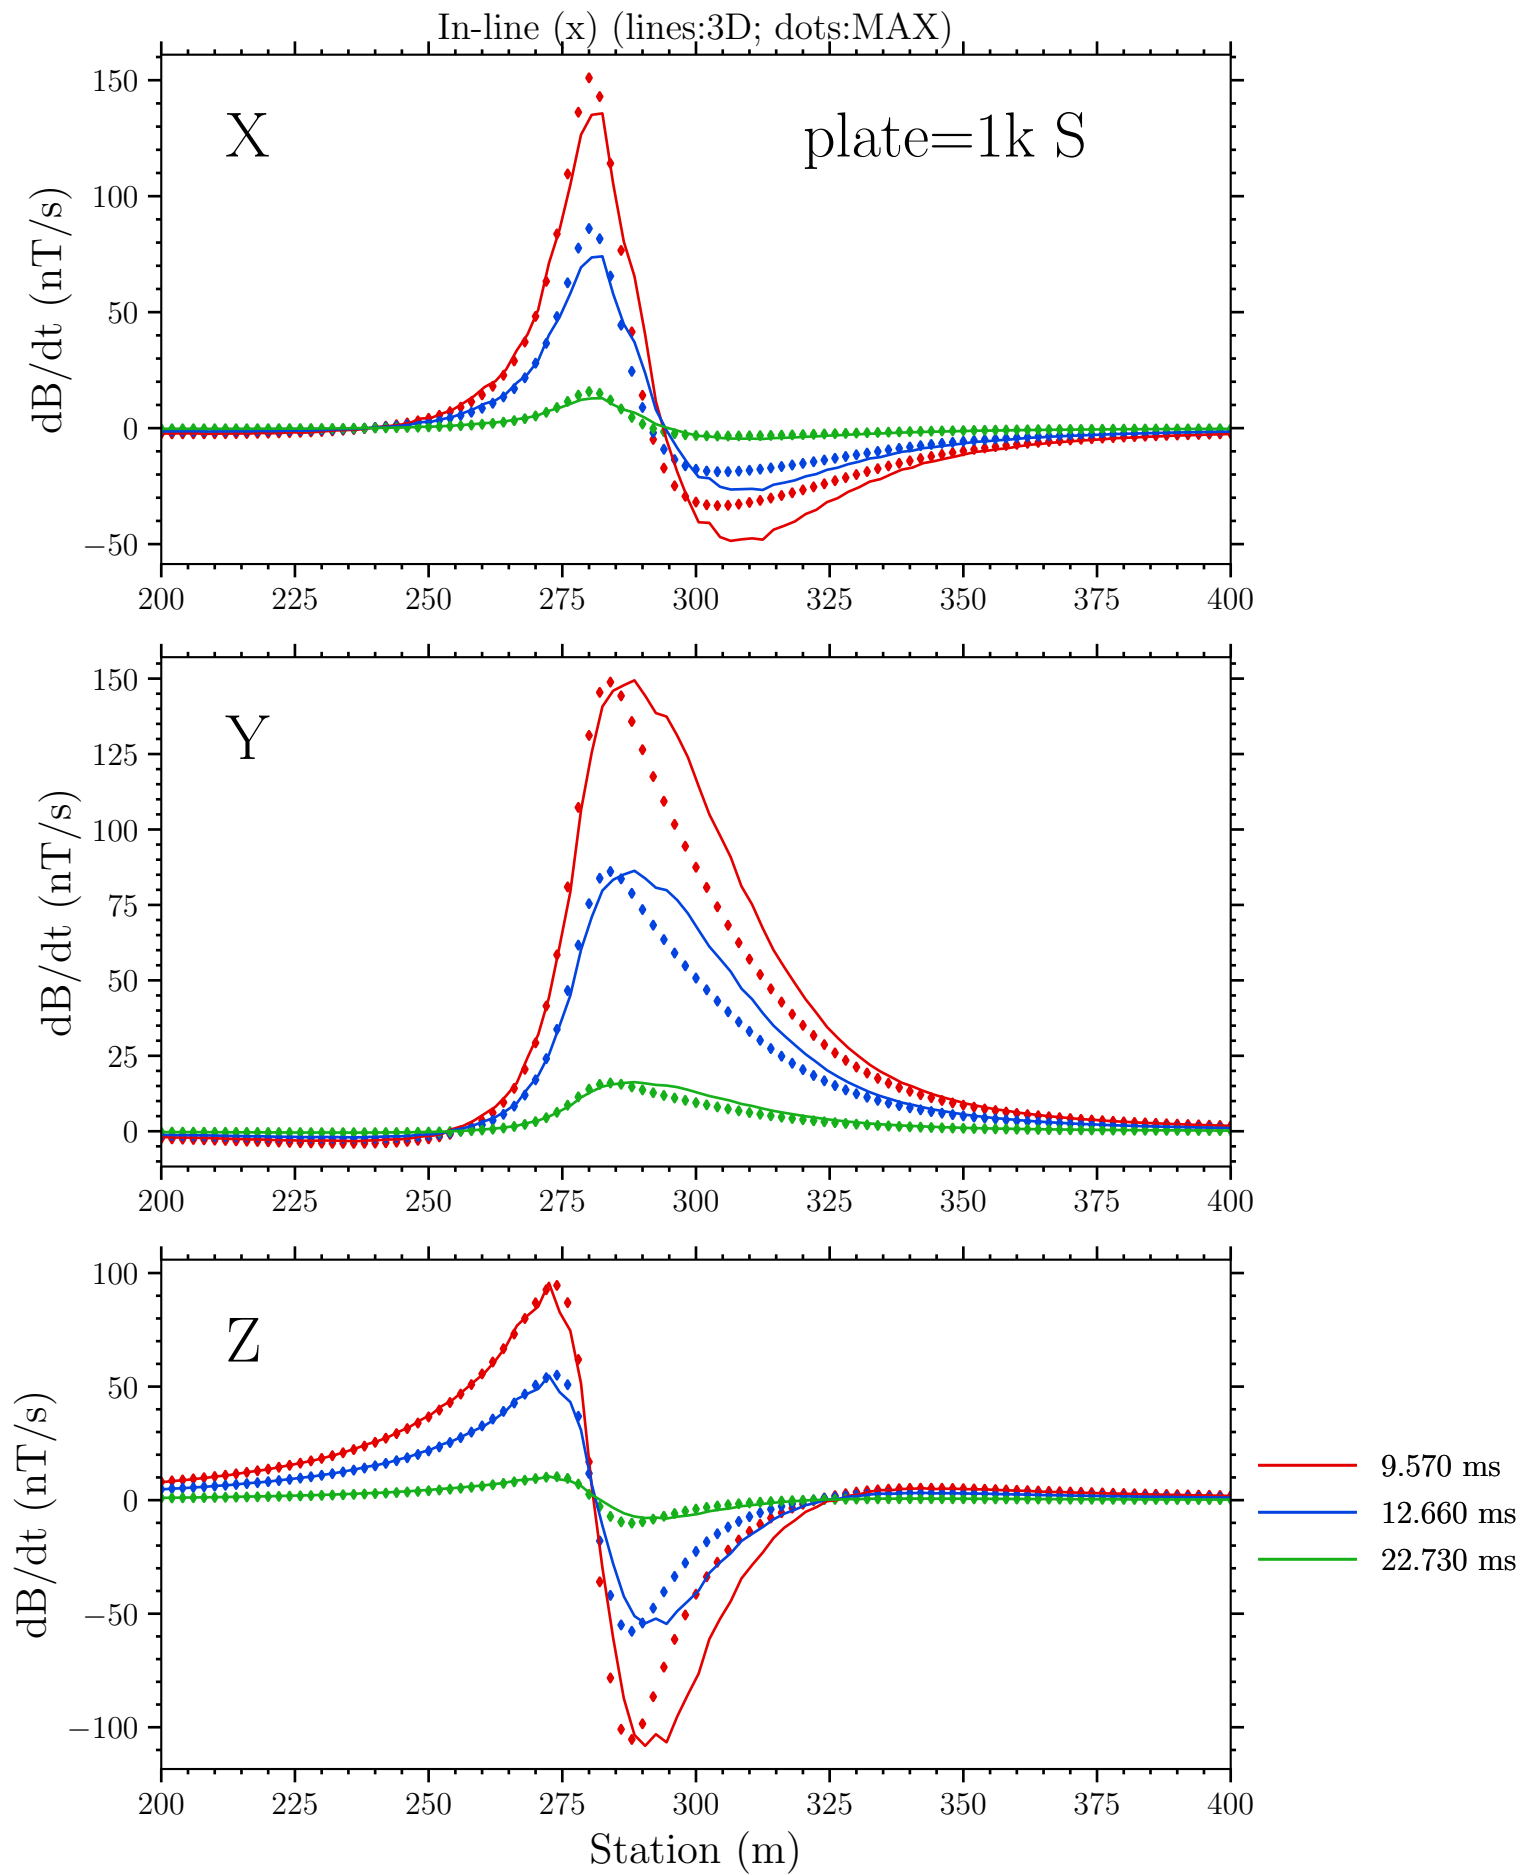 In-line (x) (lines:3D; dots:MAX)
X
plate=1k S
dB/dt (nT/s)
150
100
50
0
−50
200 225 250 275 300 325 350 375 400
Y
dB/dt (nT/s)
150
125
100
75
50
25
0
200 225 250 275 300 325 350 375 400
Z
dB/dt (nT/s)
100
50
0
−50
−100
200 225 250 275 300 325 350 375 400
Station (m)
9.570 ms
12.660 ms
22.730 ms